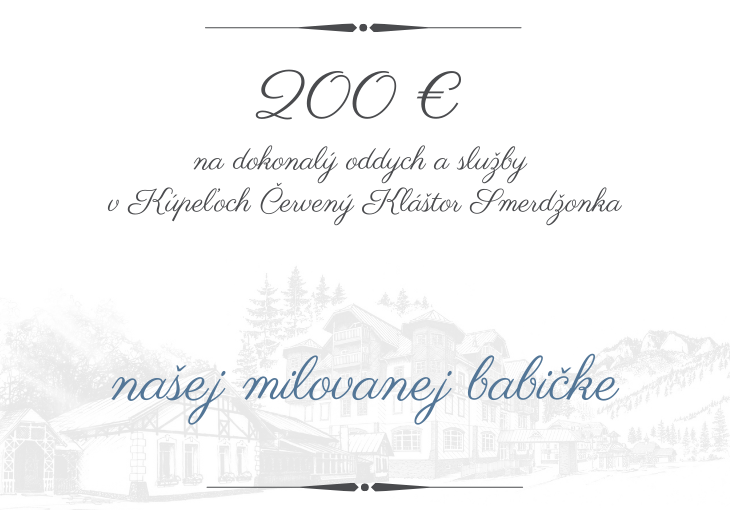 200 €
na dokonalý oddych a služby
v Kúpeľoch Červený Kláštor Smerdžonka
našej milovanej babičke